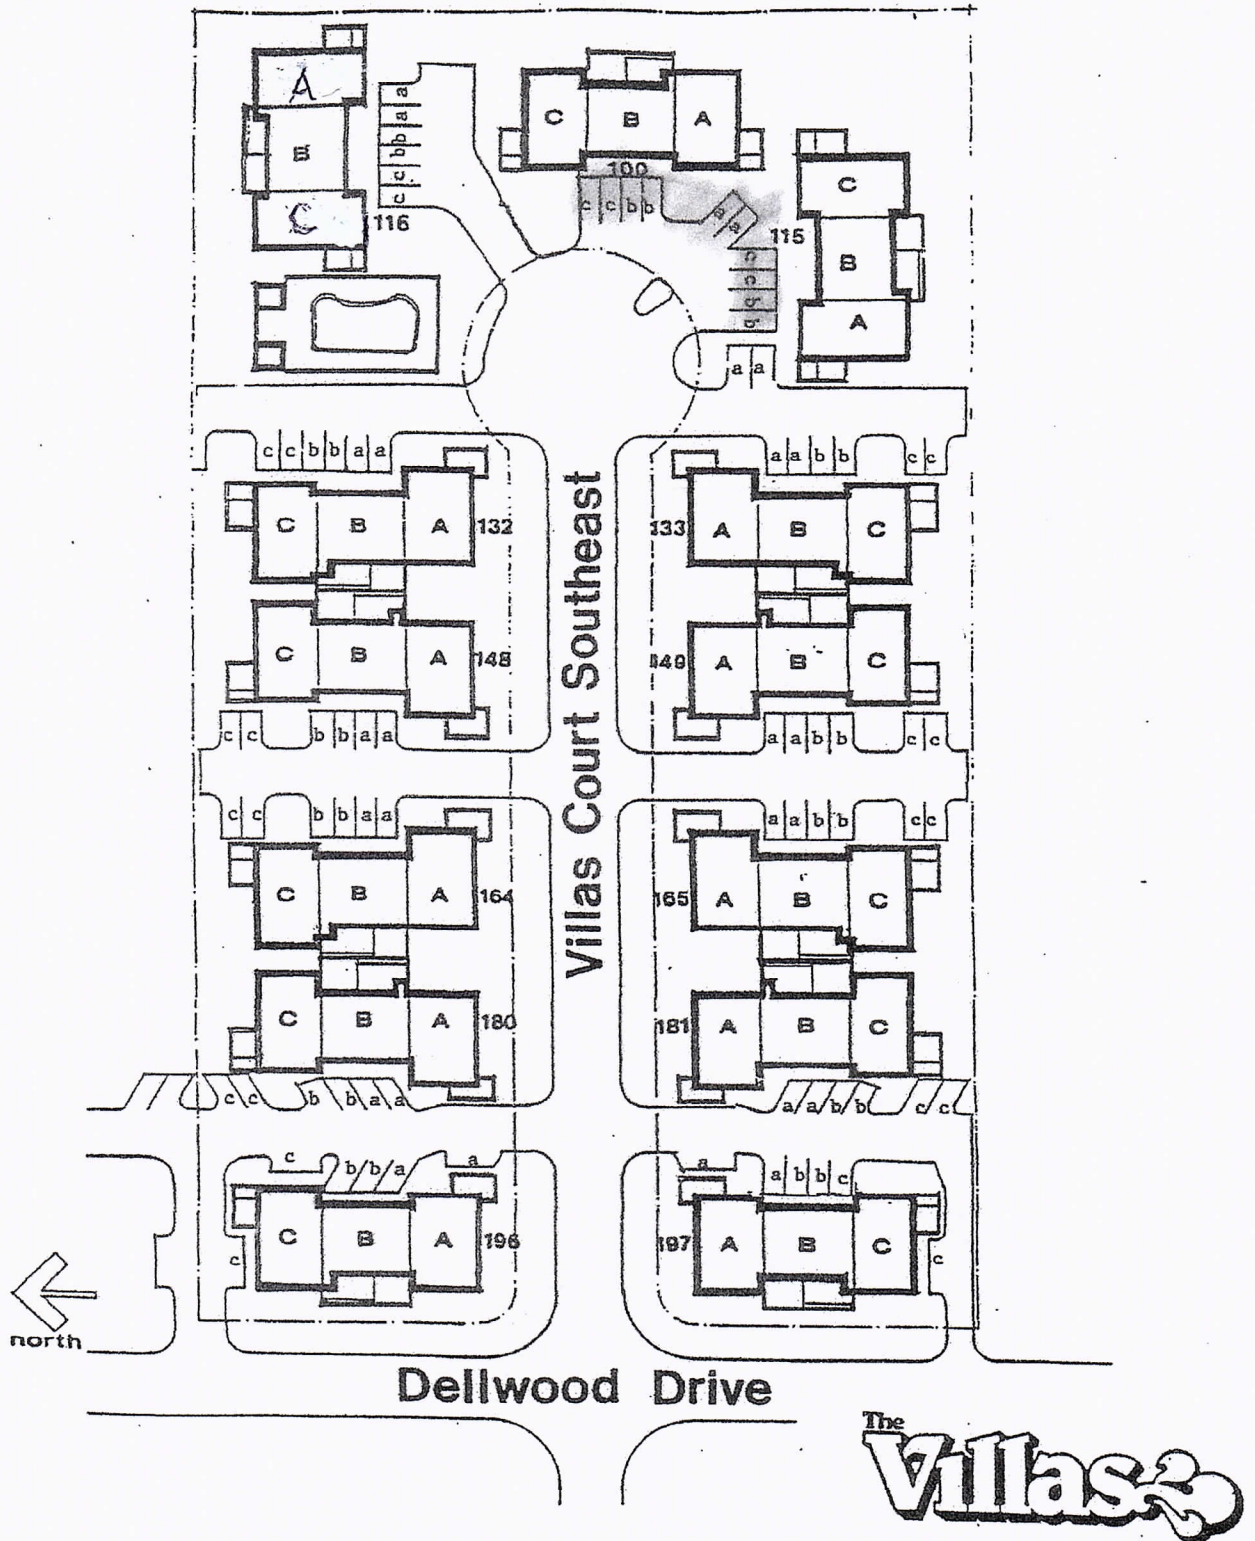 A
B
C
116
a
a
b
b
c
c
C B A
100
c c b b
a
a
115
C
B
A
c
c
b
b
a a
c c b b a a
a a b b
c c
C B A 132
133 A B C
C B A 148
149 A B C
c c
b b a a
a a b b
c c
Villas Court Southeast
c c
b b a a
a a b b
c c
C B A 164
165 A B C
C B A 180
181 A B C
c c
b b a a
a a b b
c c
c
b b a
a
a
a b b c
C B A 196
197 A B C
c
c
north
Dellwood Drive
The
Villas